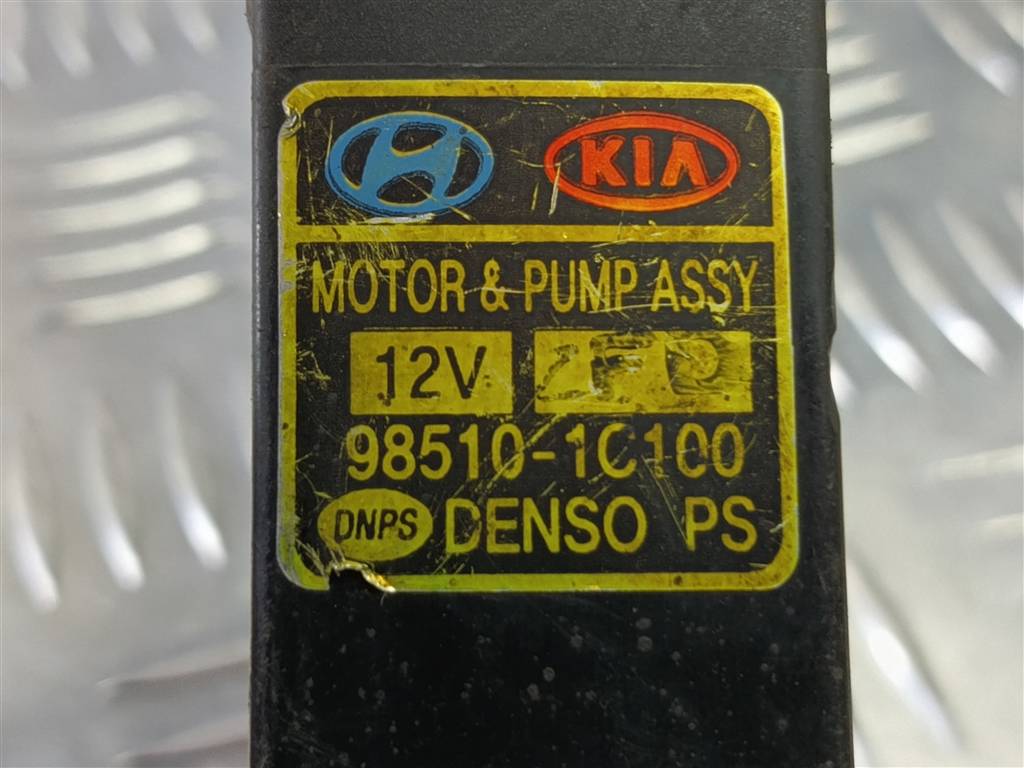 KIA
MOTOR & PUMP ASSY
12V
98510-1C100
DNPS DENSO PS